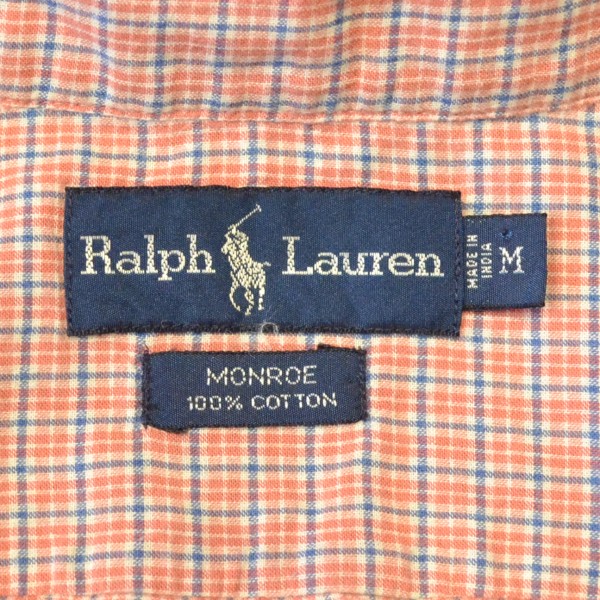 Ralph Lauren
MADE IN
INDIA
M
MONROE
100% COTTON